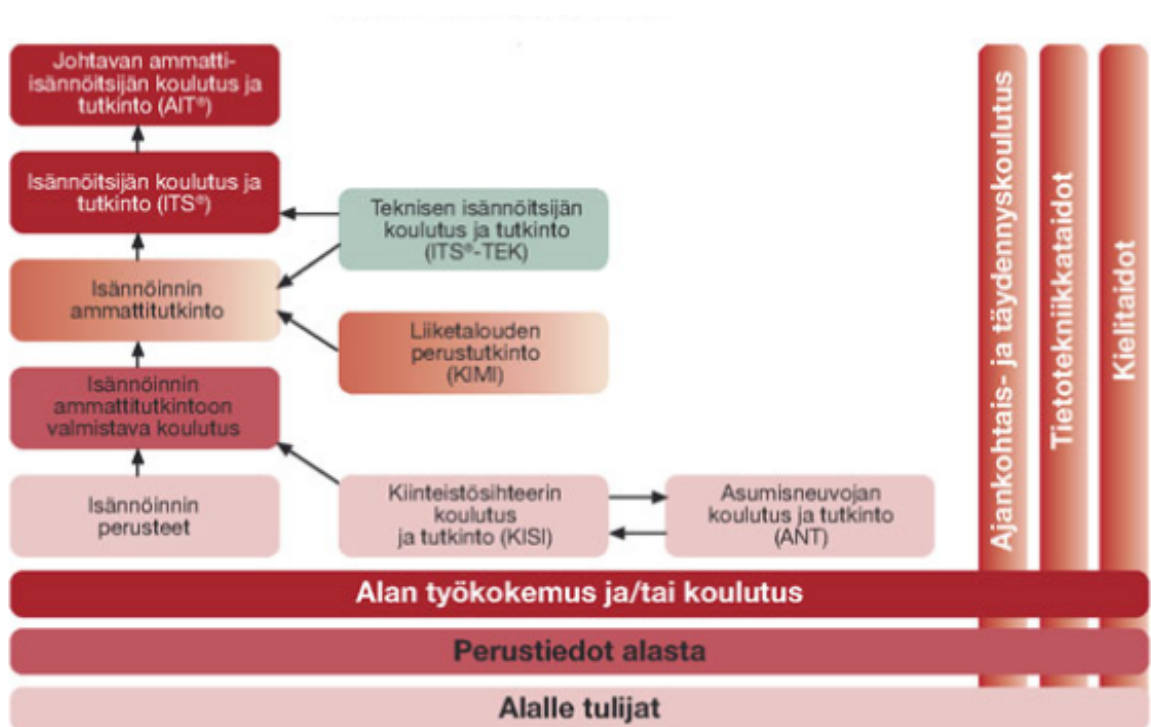 Johtavan ammatti-
isännöitsijän koulutus ja
tutkinto (AIT®)
Isännöitsijän koulutus ja
tutkinto (ITS®)
Teknisen isännöitsijän
koulutus ja tutkinto
(ITS®-TEK)
Isännöinnin
ammattitutkinto
Liiketalouden
perustutkinto
(KIMI)
Isännöinnin
ammattitutkintoon
valmistava koulutus
Isännöinnin
perusteet
Kiinteistösihteerin
koulutus
ja tutkinto (KISI)
Asumisneuvojan
koulutus ja tutkinto
(ANT)
Ajankohtais- ja täydennyskoulutus
Tietotekniikkataidot
Kielitaidot
Alan työkokemus ja/tai koulutus
Perustiedot alasta
Alalle tulijat